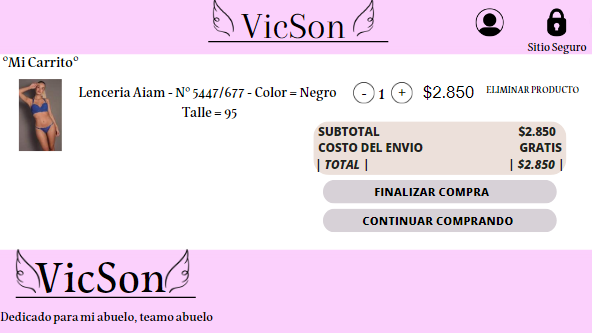 VicSon
Sitio Seguro
°Mi Carrito°
Lenceria Aiam - N° 5447/677 - Color = Negro
Talle = 95
- 1 +
$2.850
ELIMINAR PRODUCTO
SUBTOTAL $2.850
COSTO DEL ENVIO GRATIS
| TOTAL | | $2.850 |
FINALIZAR COMPRA
CONTINUAR COMPRANDO
VicSon
Dedicado para mi abuelo, teamo abuelo